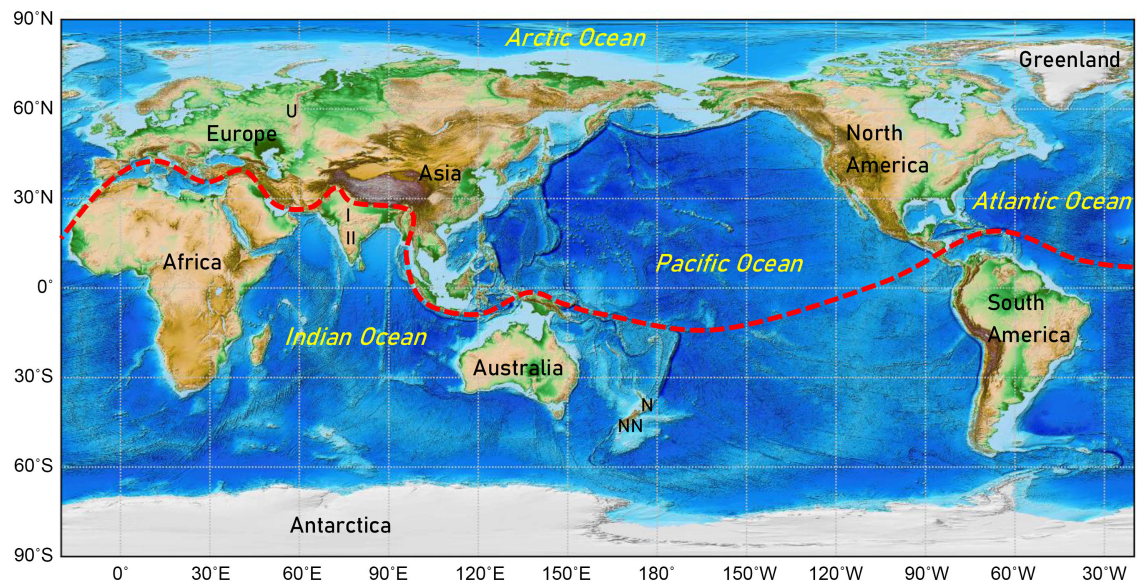 90°N
Arctic Ocean
Greenland
60°N
U
Europe
North
America
Asia
30°N
Atlantic Ocean
I
II
Africa
Pacific Ocean
0°
South
America
Indian Ocean
Australia
30°S
N
NN
60°S
Antarctica
90°S
0°
30°E
60°E
90°E
120°E
150°E
180°
150°W
120°W
90°W
60°W
30°W